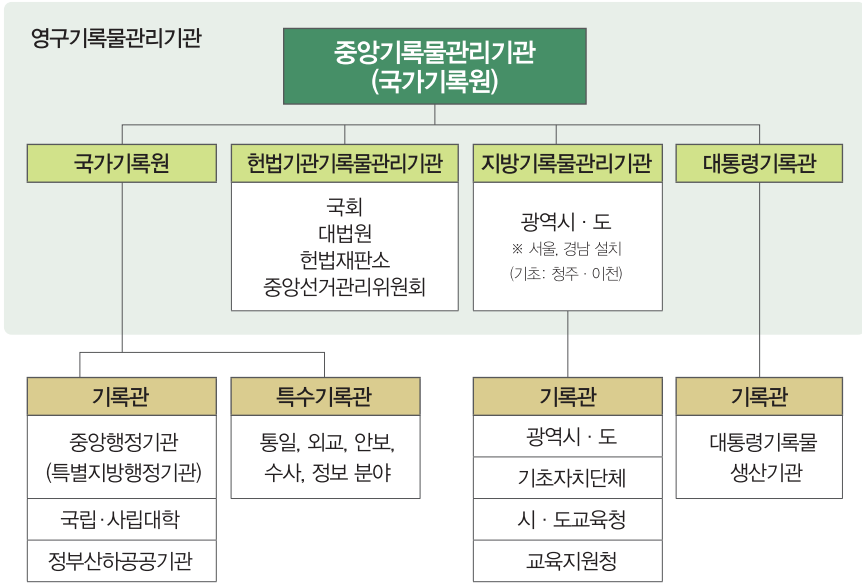 영구기록물관리기관
중앙기록물관리기관
(국가기록원)
국가기록원
헌법기관기록물관리기관
국회
대법원
헌법재판소
중앙선거관리위원회
지방기록물관리기관
광역시 · 도
※ 서울, 경남 설치
(기초: 청주 · 이천)
대통령기록관
기록관
중앙행정기관
(특별지방행정기관)
국립·사립대학
정부산하공공기관
특수기록관
통일, 외교, 안보,
수사, 정보 분야
기록관
광역시 · 도
기초자치단체
시 · 도교육청
교육지원청
기록관
대통령기록물
생산기관